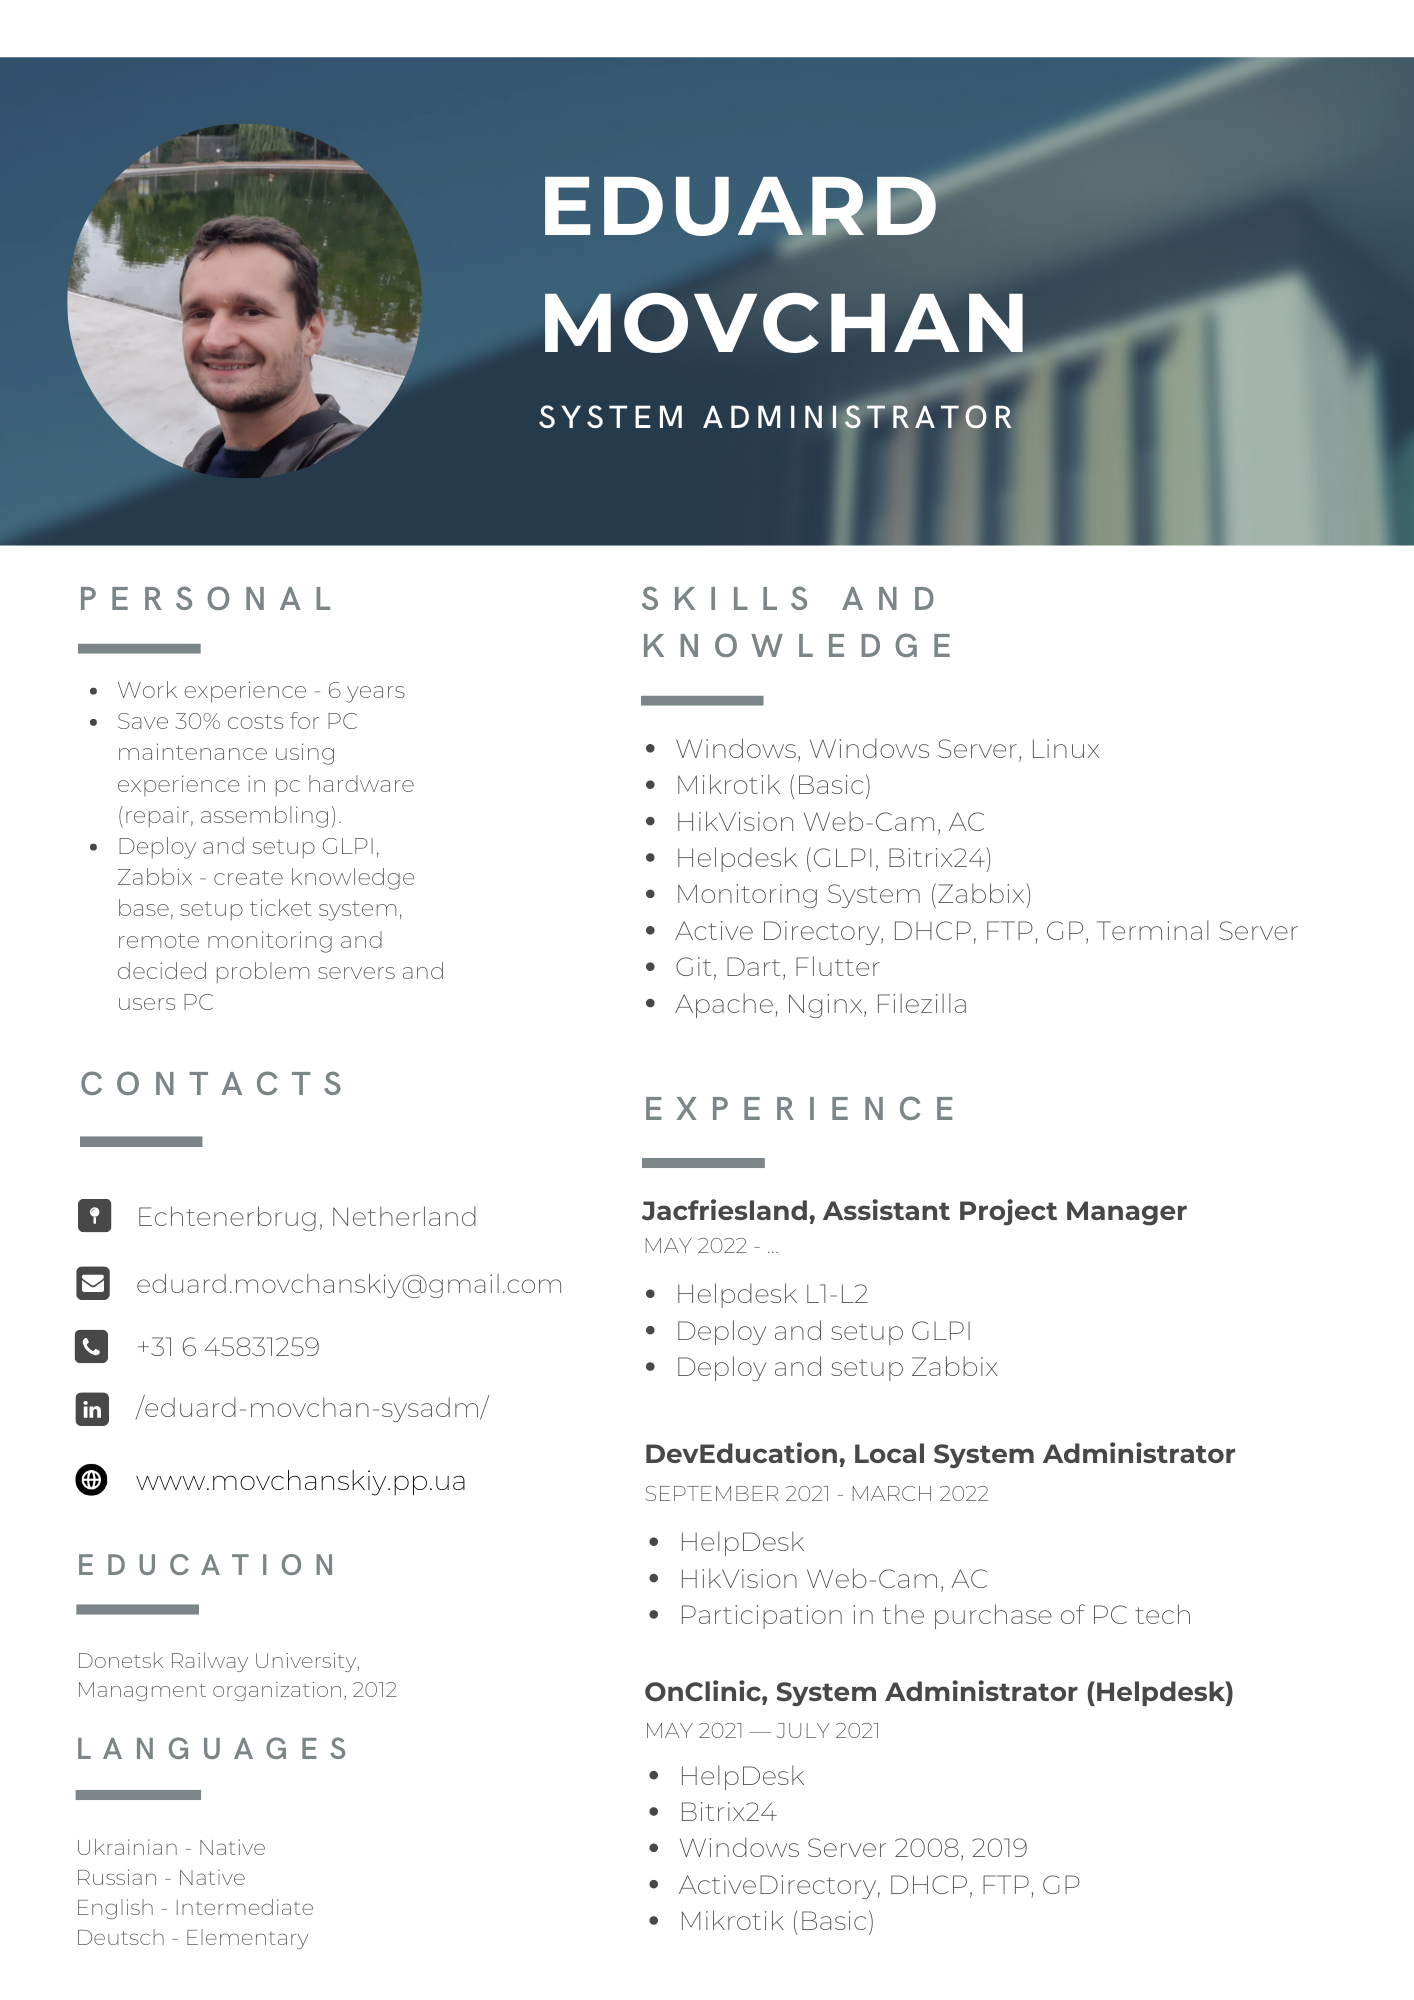 EDUARD
MOVCHAN
SYSTEM ADMINISTRATOR
PERSONAL
Work experience - 6 years
Save 30% costs for PC
maintenance using
experience in pc hardware
(repair, assembling).
Deploy and setup GLPI,
Zabbix - create knowledge
base, setup ticket system,
remote monitoring and
decided problem servers and
users PC
CONTACTS
Echtenerbrug, Netherland
eduard.movchanskiy@gmail.com
+31 6 45831259
/eduard-movchan-sysadm/
www.movchanskiy.pp.ua
EDUCATION
Donetsk Railway University,
Managment organization, 2012
LANGUAGES
Ukrainian - Native
Russian - Native
English - Intermediate
Deutsch - Elementary
SKILLS AND
KNOWLEDGE
Windows, Windows Server, Linux
Mikrotik (Basic)
HikVision Web-Cam, AC
Helpdesk (GLPI, Bitrix24)
Monitoring System (Zabbix)
Active Directory, DHCP, FTP, GP, Terminal Server
Git, Dart, Flutter
Apache, Nginx, Filezilla
EXPERIENCE
Jacfriesland, Assistant Project Manager
MAY 2022 - ...
Helpdesk L1-L2
Deploy and setup GLPI
Deploy and setup Zabbix
DevEducation, Local System Administrator
SEPTEMBER 2021 - MARCH 2022
HelpDesk
HikVision Web-Cam, AC
Participation in the purchase of PC tech
OnClinic, System Administrator (Helpdesk)
MAY 2021 — JULY 2021
HelpDesk
Bitrix24
Windows Server 2008, 2019
ActiveDirectory, DHCP, FTP, GP
Mikrotik (Basic)